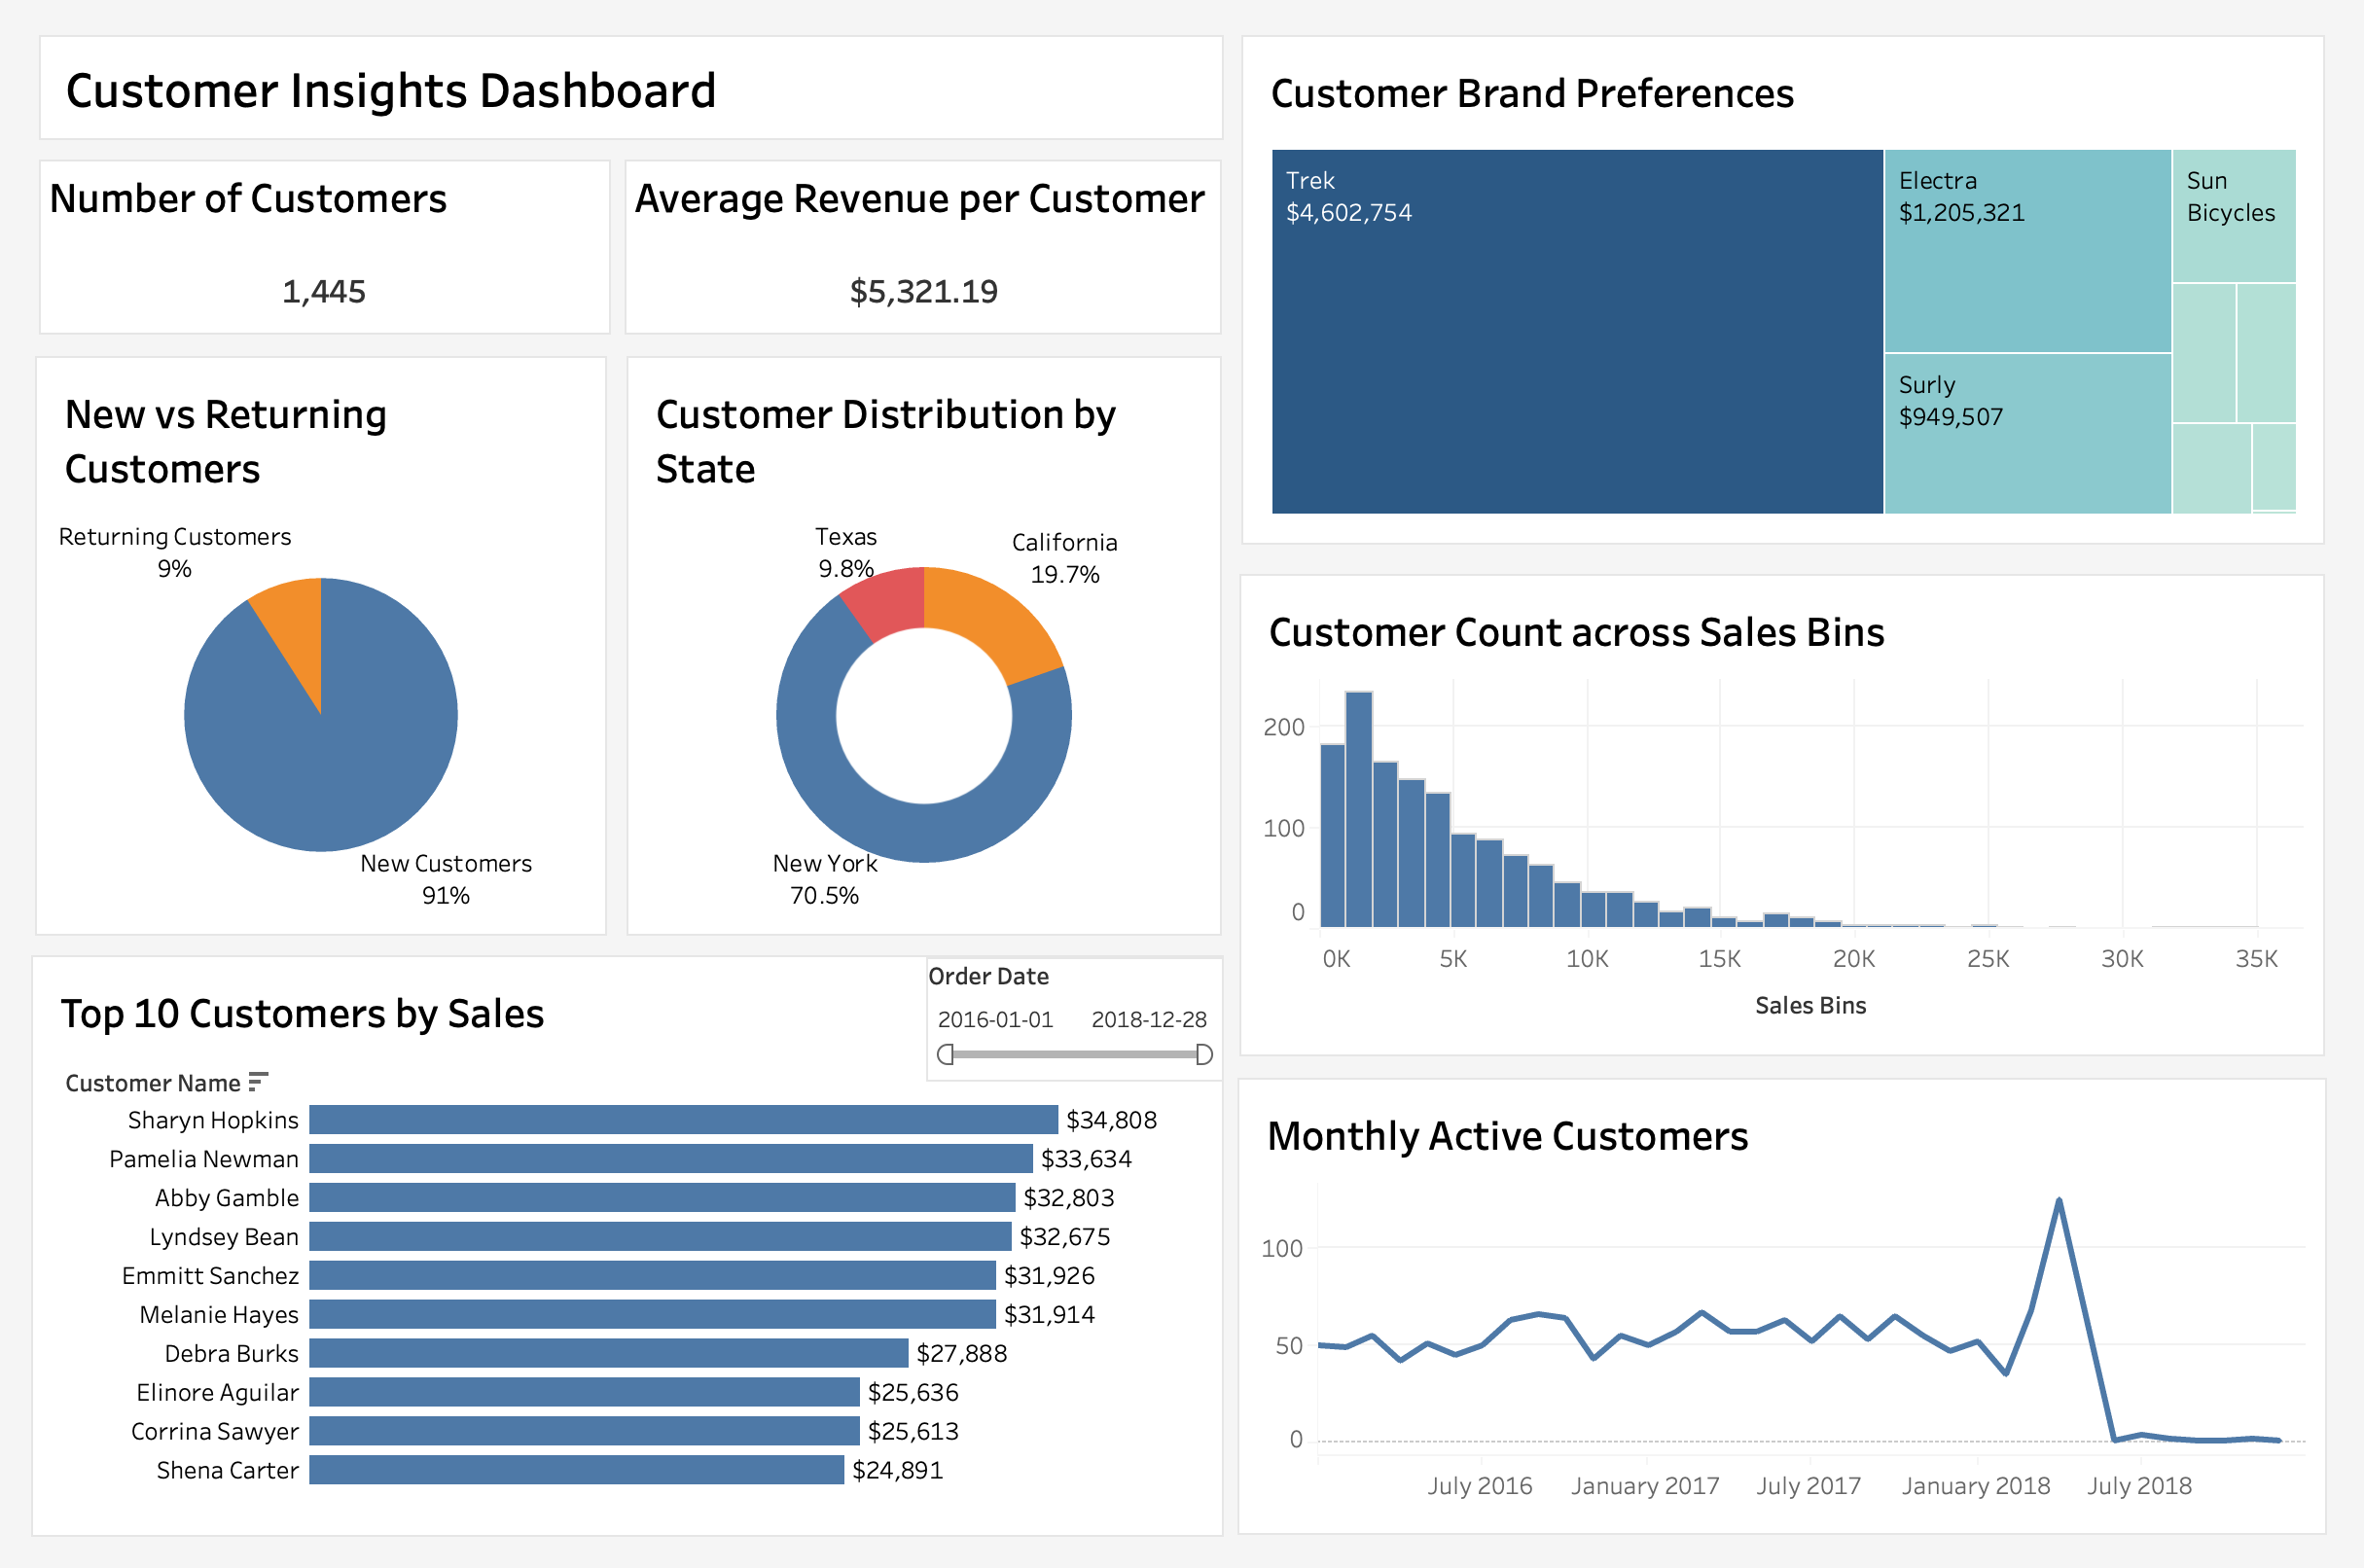 Customer Insights Dashboard
Number of Customers
1,445
Average Revenue per Customer
$5,321.19
New vs Returning
Customers
Returning Customers
9%
New Customers
91%
Customer Distribution by
State
Texas
9.8%
California
19.7%
New York
70.5%
Top 10 Customers by Sales
Order Date
2016-01-01 2018-12-28
Customer Name
Sharyn Hopkins $34,808
Pamelia Newman $33,634
Abby Gamble $32,803
Lyndsey Bean $32,675
Emmitt Sanchez $31,926
Melanie Hayes $31,914
Debra Burks $27,888
Elinore Aguilar $25,636
Corrina Sawyer $25,613
Shena Carter $24,891
Customer Brand Preferences
Trek
$4,602,754
Electra
$1,205,321
Surly
$949,507
Sun
Bicycles
Customer Count across Sales Bins
200
100
0
0K 5K 10K 15K 20K 25K 30K 35K
Sales Bins
Monthly Active Customers
100
50
0
July 2016 January 2017 July 2017 January 2018 July 2018